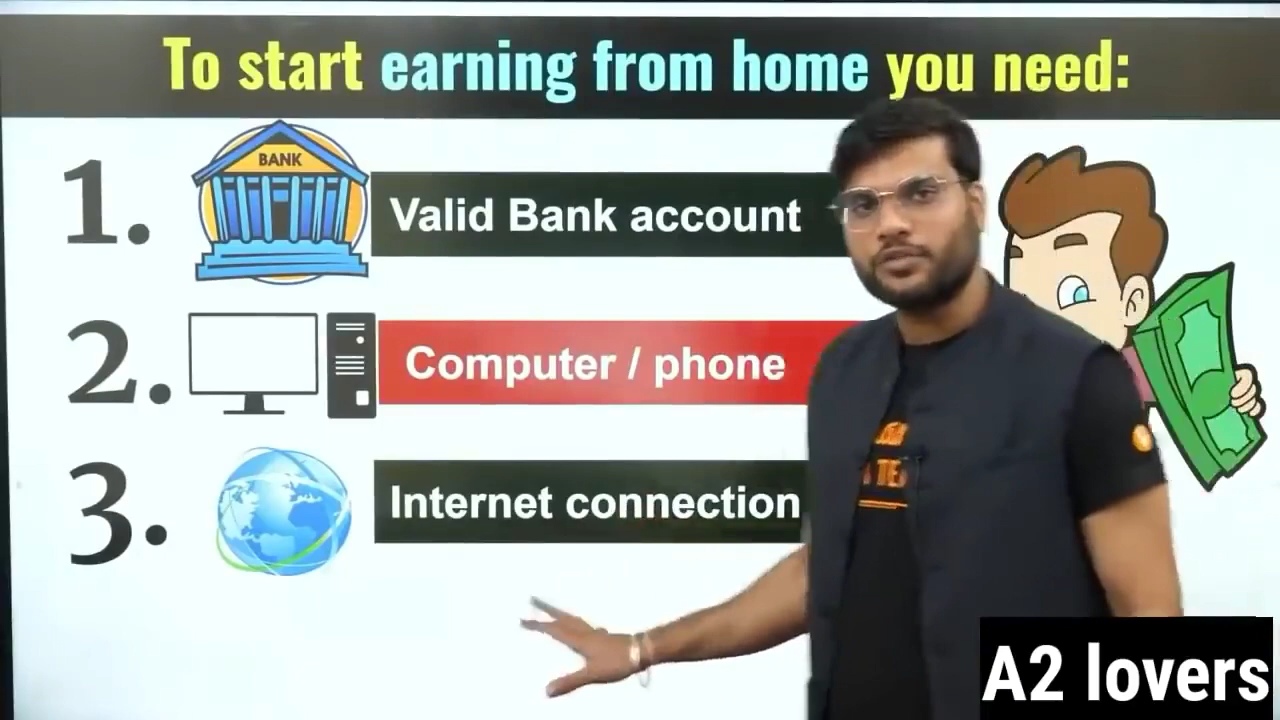 To start earning from home you need:
1.
BANK
Valid Bank account
2.
Computer / phone
3.
Internet connection
A2 lovers